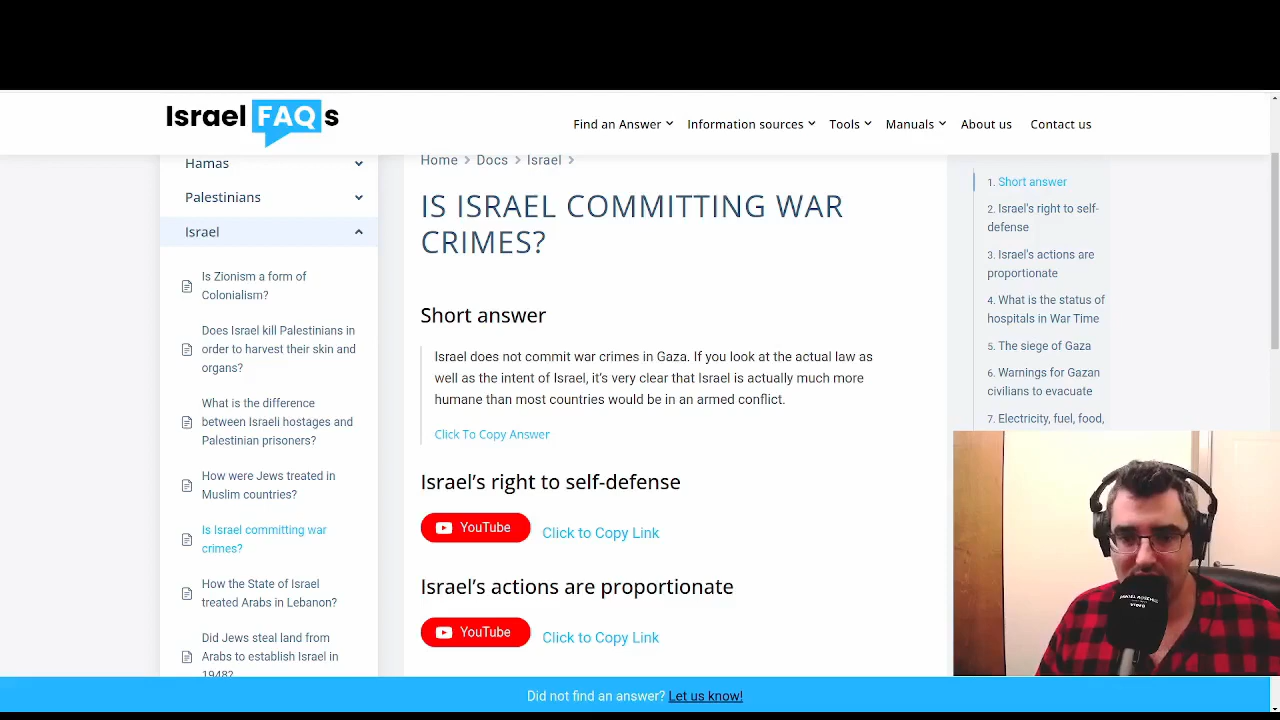 Israel FAQs
Find an Answer
Information sources
Tools
Manuals
About us
Contact us
Hamas
Palestinians
Israel
Is Zionism a form of
Colonialism?
Does Israel kill Palestinians in
order to harvest their skin and
organs?
What is the difference
between Israeli hostages and
Palestinian prisoners?
How were Jews treated in
Muslim countries?
Is Israel committing war
crimes?
How the State of Israel
treated Arabs in Lebanon?
Did Jews steal land from
Arabs to establish Israel in
1948?
Home > Docs > Israel >
IS ISRAEL COMMITTING WAR
CRIMES?
Short answer
Israel does not commit war crimes in Gaza. If you look at the actual law as
well as the intent of Israel, it’s very clear that Israel is actually much more
humane than most countries would be in an armed conflict.
Click To Copy Answer
Israel’s right to self-defense
YouTube
Click to Copy Link
Israel’s actions are proportionate
YouTube
Click to Copy Link
1. Short answer
2. Israel's right to self-
defense
3. Israel's actions are
proportionate
4. What is the status of
hospitals in War Time
5. The siege of Gaza
6. Warnings for Gazan
civilians to evacuate
7. Electricity, fuel, food,
DANIEL ROSEHILL
VIDEO
Did not find an answer? Let us know!